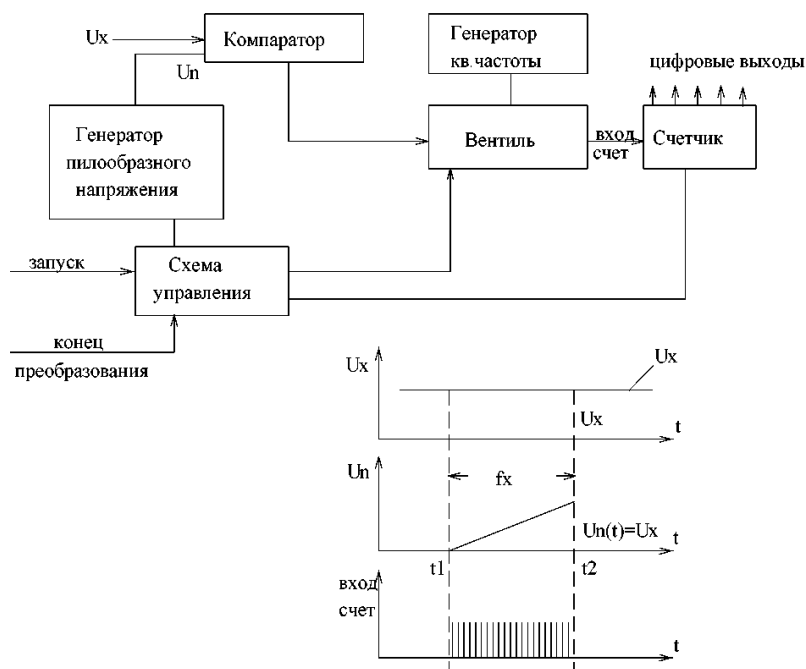 Ux
Компаратор
Un
Генератор
кв.частоты
цифровые выходы
Генератор
пилообразного
напряжения
Вентиль
вход
счет
Счетчик
запуск
Схема
управления
конец
преобразования
Ux
Ux
Ux
t
Un
fx
Un(t)=Ux
t
t1
t2
вход
счет
t